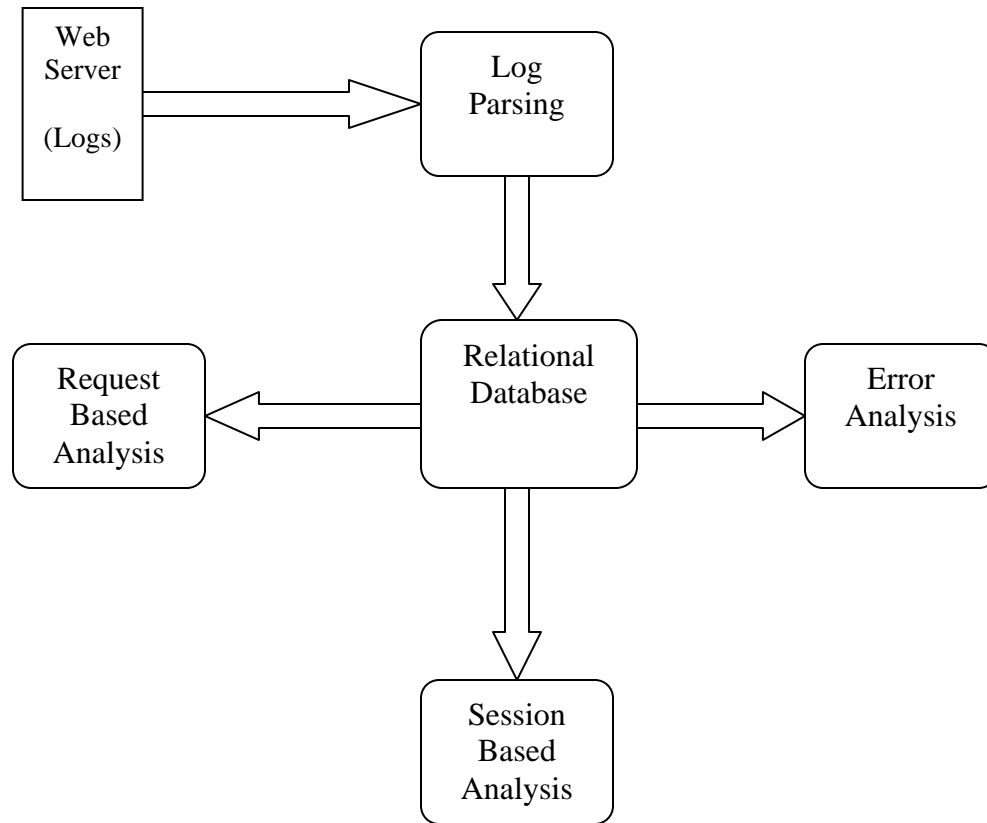 Web
Server
(Logs)
Log
Parsing
Relational
Database
Request
Based
Analysis
Error
Analysis
Session
Based
Analysis